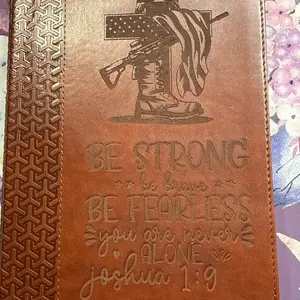 BE STRONG
be brave
BE FEARLESS
you are never
ALONE
joshua 1:9